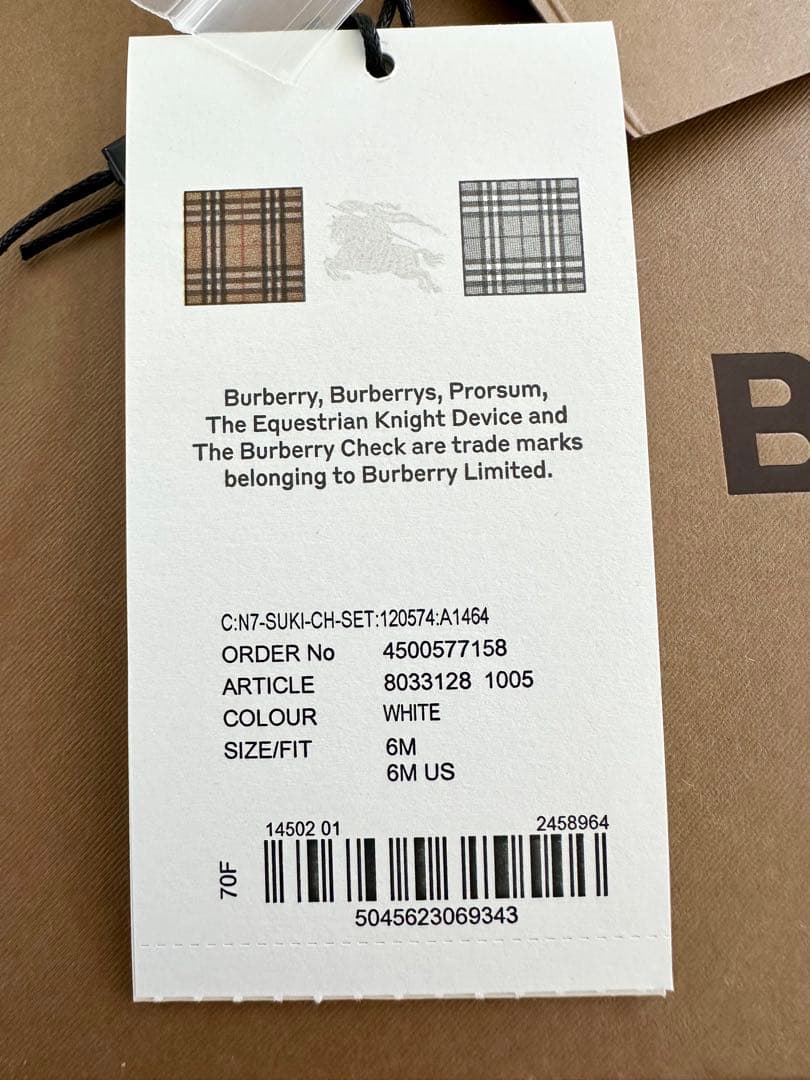 Burberry, Burberrys, Prorsum,
The Equestrian Knight Device and
The Burberry Check are trade marks
belonging to Burberry Limited.
B
C:N7-SUKI-CH-SET:120574:A1464
ORDER No 4500577158
ARTICLE 8033128 1005
COLOUR WHITE
SIZE/FIT 6M
6M US
14502 01 2458964
70F
5045623069343